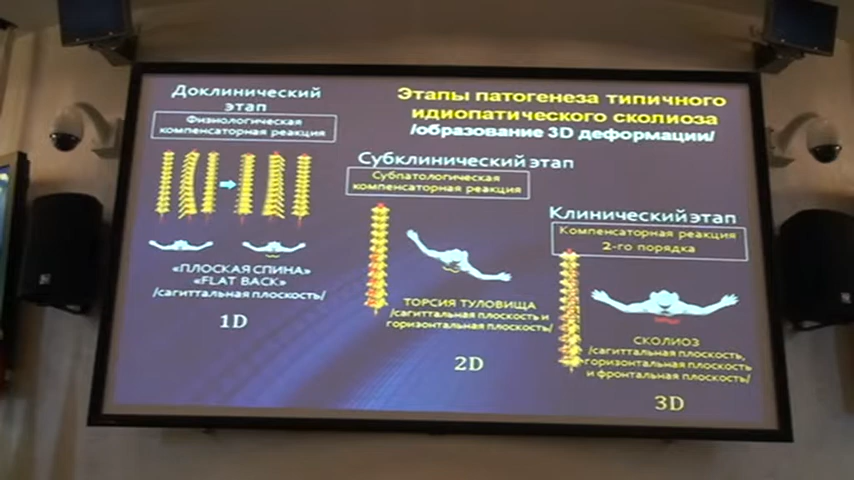 Этапы патогенеза типичного
идиопатического сколиоза
/образование 3D деформации/
Доклинический
этап
Физиологическая
компенсаторная реакция
«ПЛОСКАЯ СПИНА»
«FLAT BACK»
/сагиттальная плоскость/
1D
Субклинический этап
Субпатологическая
компенсаторная реакция
ТОРСИЯ ТУЛОВИЩА
/сагиттальная плоскость и
горизонтальная плоскость/
2D
Клинический этап
Компенсаторная реакция
2-го порядка
СКОЛИОЗ
/сагиттальная плоскость,
горизонтальная плоскость
и фронтальная плоскость/
3D